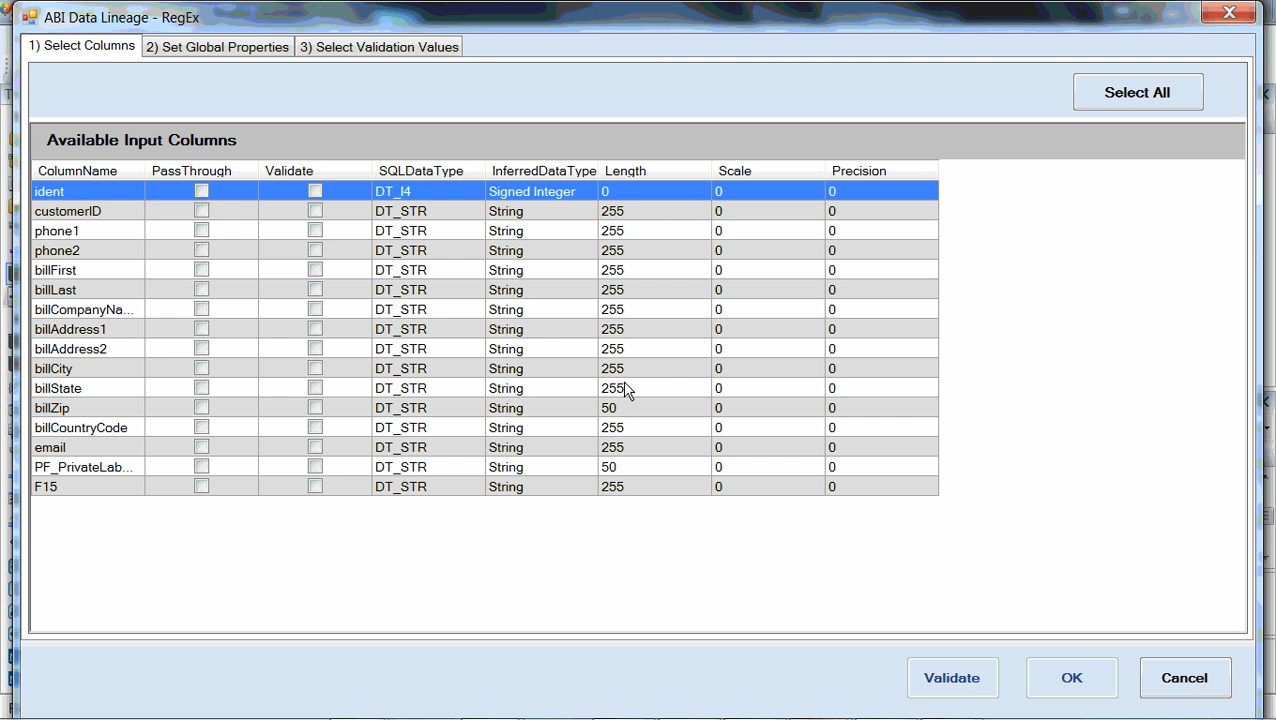 ABI Data Lineage - RegEx
1) Select Columns 2) Set Global Properties 3) Select Validation Values
Select All
Available Input Columns
ColumnName PassThrough Validate SQLDataType InferredDataType Length Scale Precision
ident DT_I4 Signed Integer 0 0 0
customerID DT_STR String 255 0 0
phone1 DT_STR String 255 0 0
phone2 DT_STR String 255 0 0
billFirst DT_STR String 255 0 0
billLast DT_STR String 255 0 0
billCompanyNa... DT_STR String 255 0 0
billAddress1 DT_STR String 255 0 0
billAddress2 DT_STR String 255 0 0
billCity DT_STR String 255 0 0
billState DT_STR String 255 0 0
billZip DT_STR String 50 0 0
billCountryCode DT_STR String 255 0 0
email DT_STR String 255 0 0
PF_PrivateLab... DT_STR String 50 0 0
F15 DT_STR String 255 0 0
Validate OK Cancel